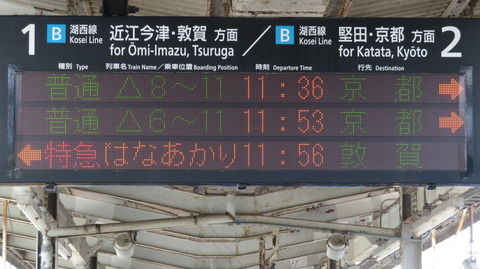 1 B 湖西線 Kosei Line 近江今津・敦賀 方面 for Ōmi-Imazu, Tsuruga / B 湖西線 Kosei Line 堅田・京都 方面 for Katata, Kyōto 2
種別 Type 列車名 Train Name／乗車位置 Boarding Position 時刻 Departure Time 行先 Destination
普通 △8〜11 11:36 京都 →
普通 △6〜11 11:53 京都 →
← 特急 はなあかり 11:56 敦賀